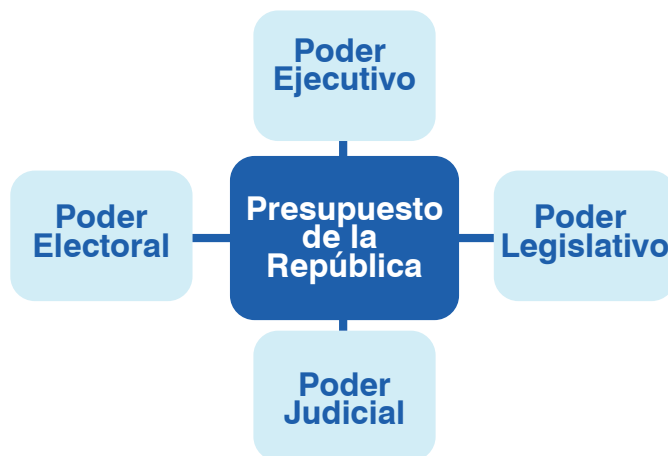 Poder
Ejecutivo
Poder
Electoral
Presupuesto
de la
República
Poder
Legislativo
Poder
Judicial